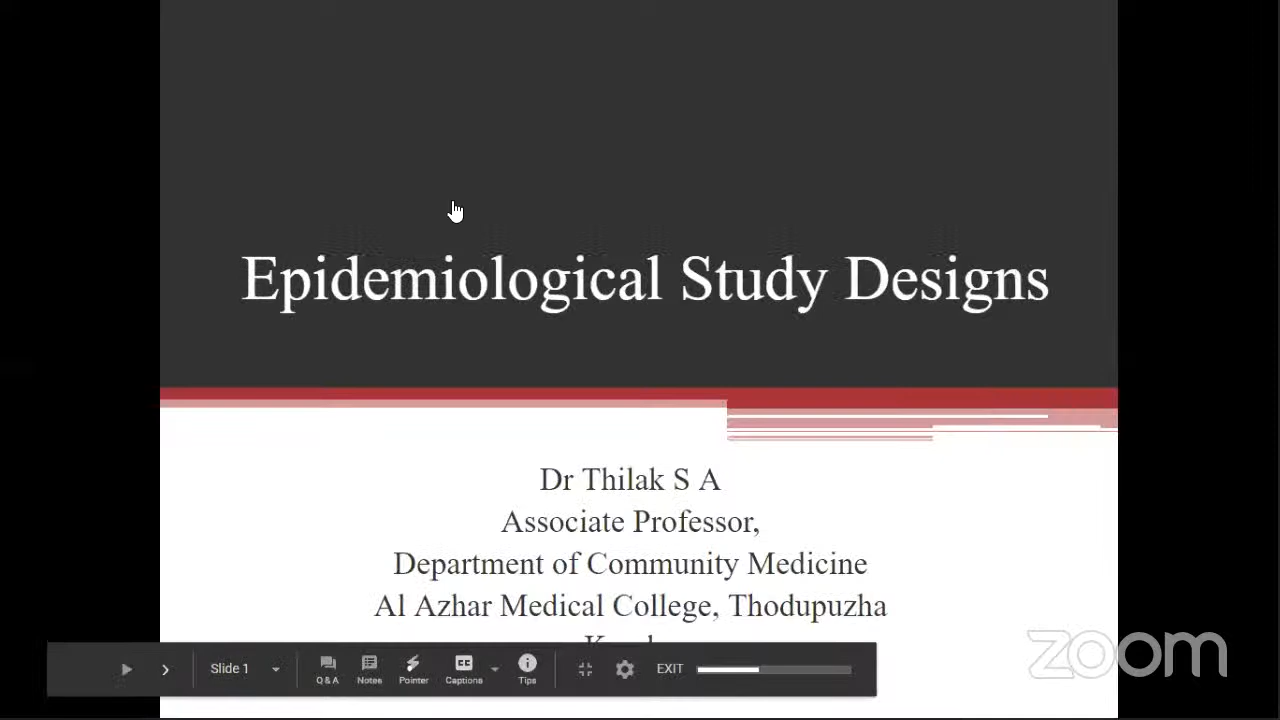 Epidemiological Study Designs
Dr Thilak S A
Associate Professor,
Department of Community Medicine
Al Azhar Medical College, Thodupuzha
Slide 1
Q & A
Notes
Pointer
CC
Captions
Tips
EXIT
zoom